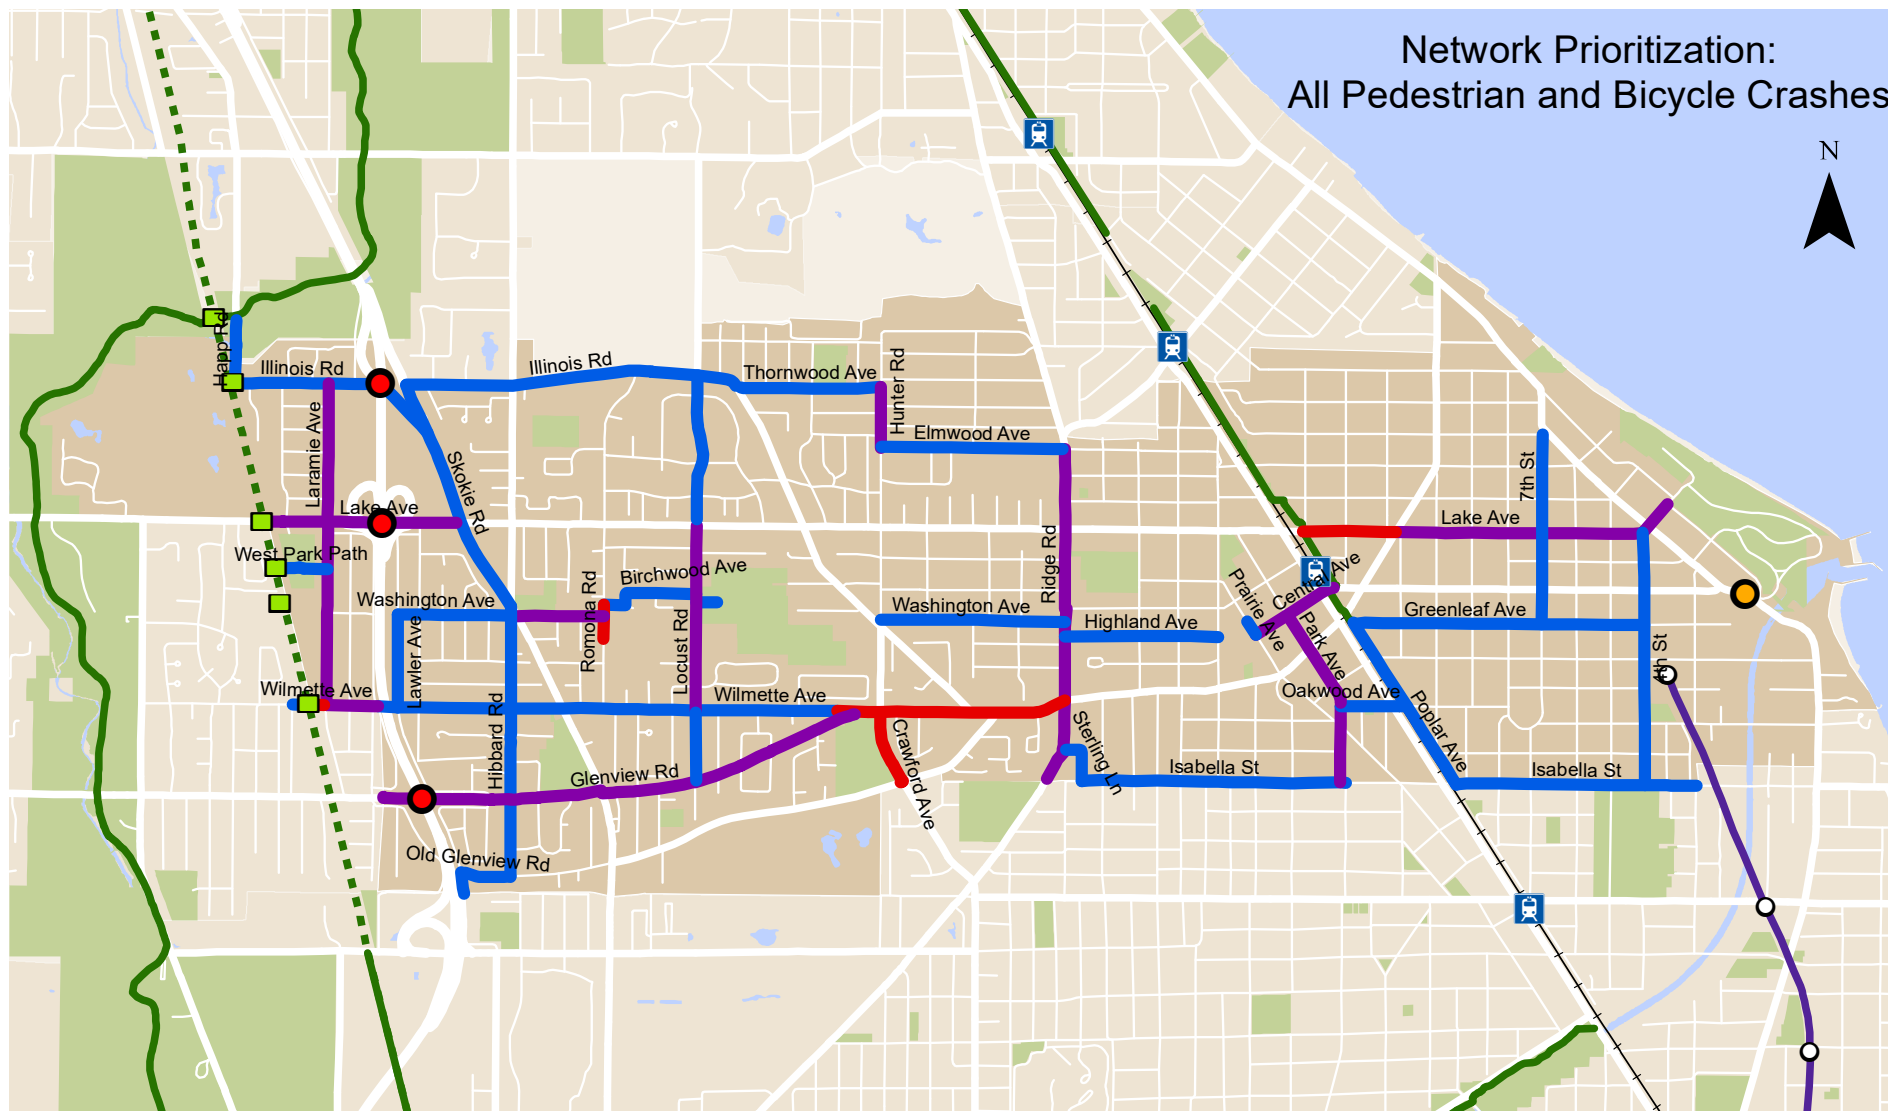 Network Prioritization:
All Pedestrian and Bicycle Crashes
N
Happ Rd
Illinois Rd
Illinois Rd
Thornwood Ave
Hunter Rd
Laramie Ave
Elmwood Ave
Skokie Rd
7th St
Lake Ave
Lake Ave
West Park Path
Ridge Rd
Central Ave
Birchwood Ave
Romona Rd
Washington Ave
Washington Ave
Prairie Ave
Greenleaf Ave
Highland Ave
Lawler Ave
Locust Rd
Park Ave
4th St
Wilmette Ave
Wilmette Ave
Oakwood Ave
Hibbard Rd
Crawford Ave
Sterling Ln
Poplar Ave
Glenview Rd
Isabella St
Isabella St
Old Glenview Rd